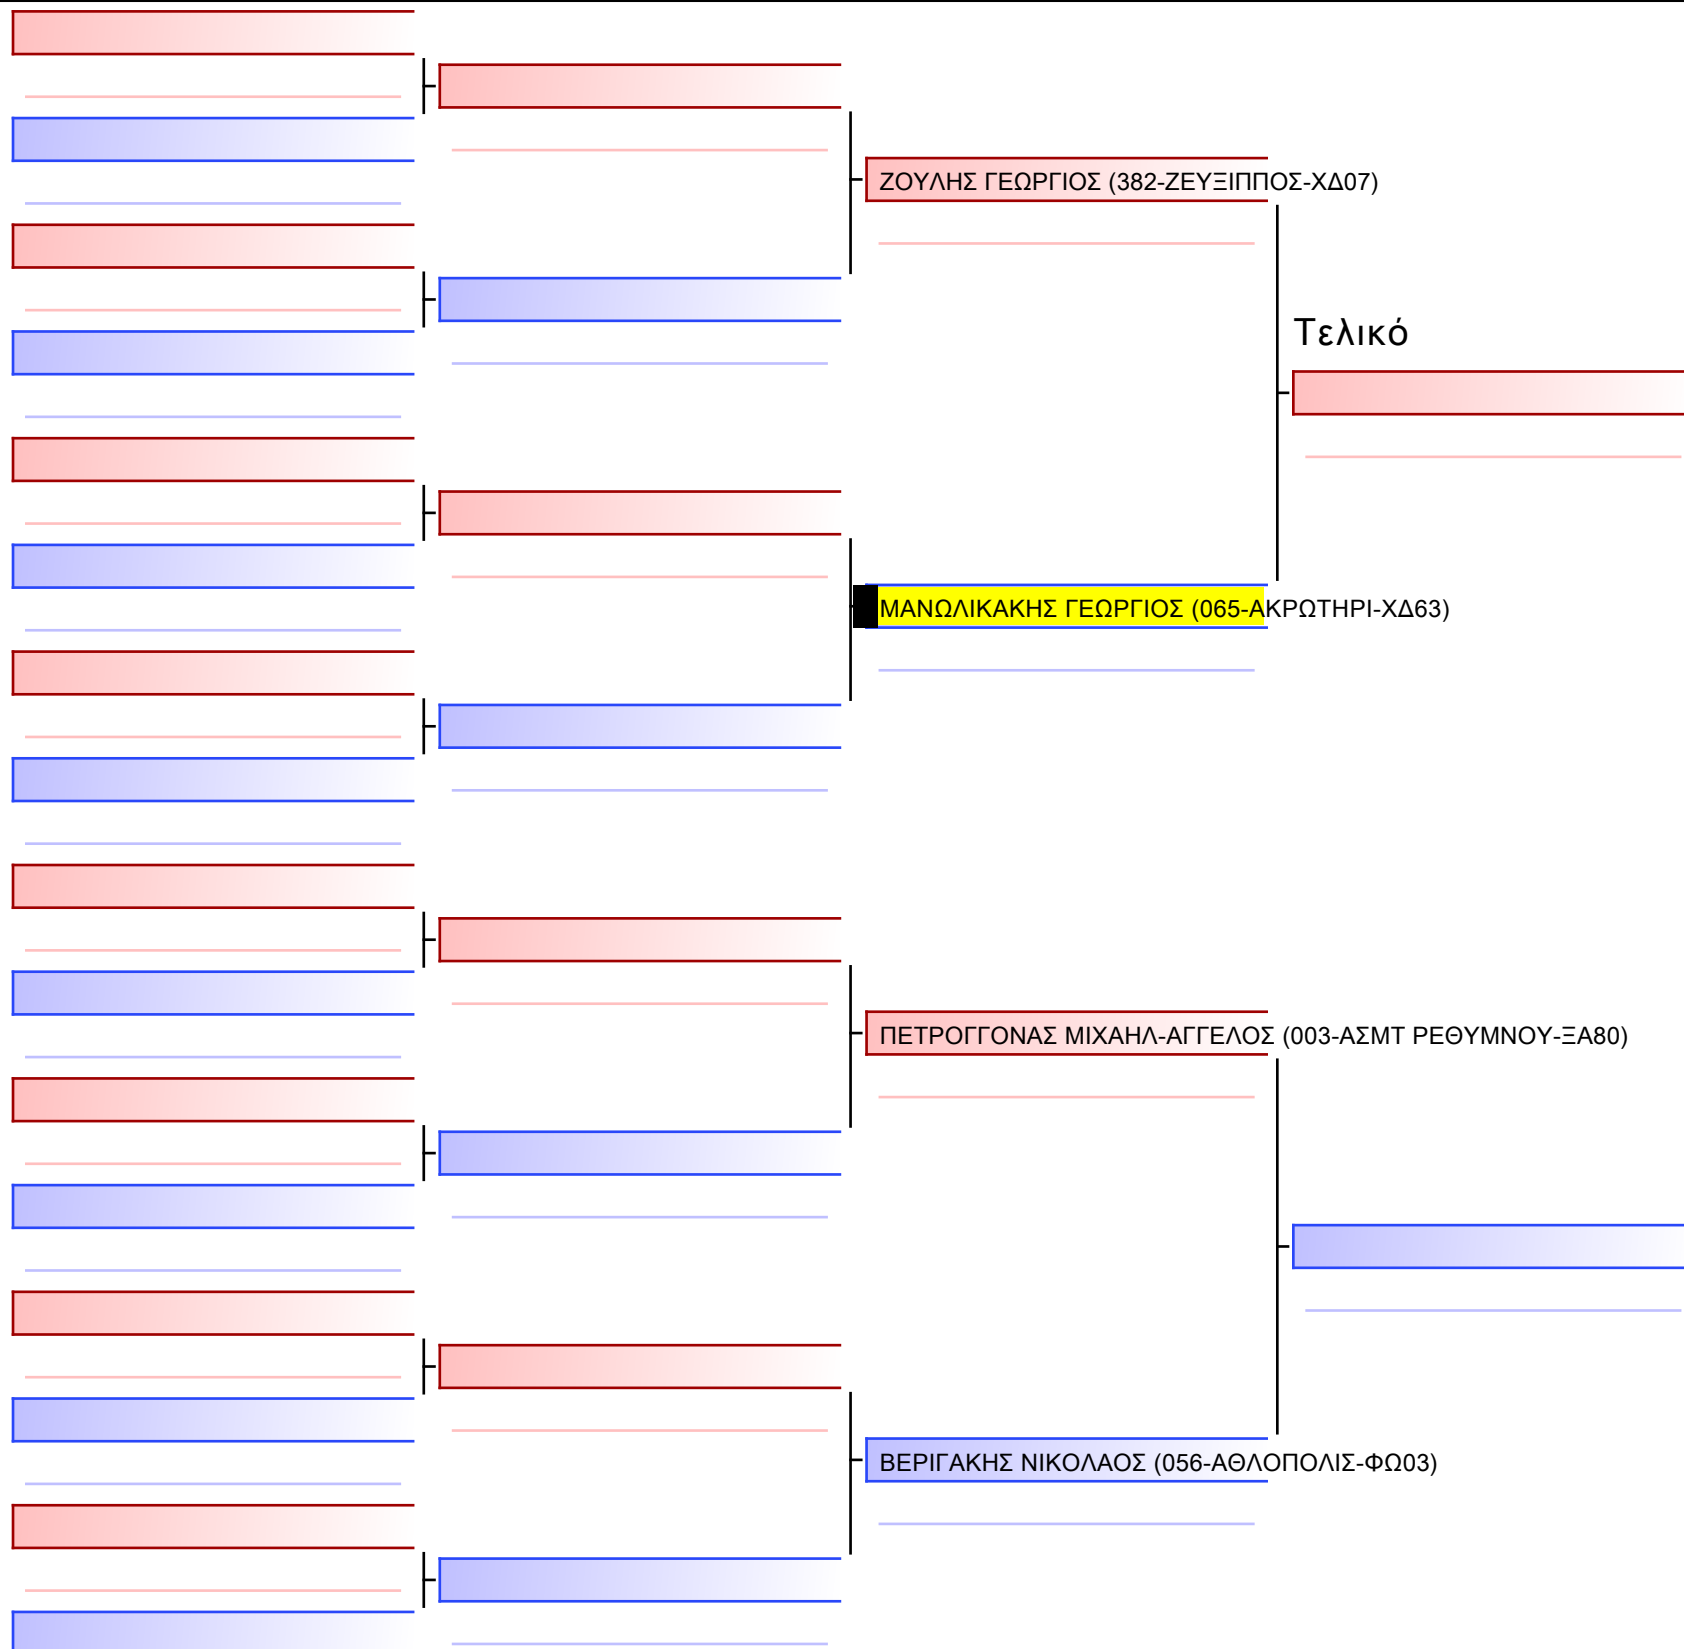 ΖΟΥΛΗΣ ΓΕΩΡΓΙΟΣ (382-ΖΕΥΞΙΠΠΟΣ-ΧΔ07)
Τελικό
ΜΑΝΩΛΙΚΑΚΗΣ ΓΕΩΡΓΙΟΣ (065-ΑΚΡΩΤΗΡΙ-ΧΔ63)
ΠΕΤΡΟΓΓΟΝΑΣ ΜΙΧΑΗΛ-ΑΓΓΕΛΟΣ (003-ΑΣΜΤ ΡΕΘΥΜΝΟΥ-ΞΑ80)
ΒΕΡΙΓΑΚΗΣ ΝΙΚΟΛΑΟΣ (056-ΑΘΛΟΠΟΛΙΣ-ΦΩ03)